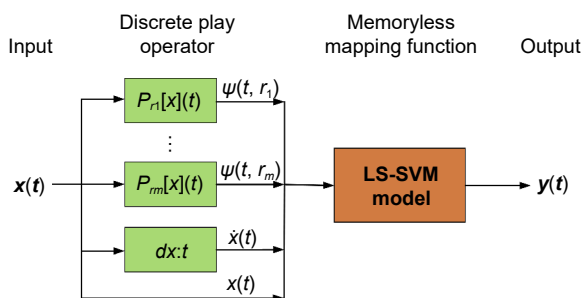 Input
Discrete play
operator
Memoryless
mapping function
Output
P_{r1}[x](t)
ψ(t, r_1)
⋮
x(t)
P_{rm}[x](t)
ψ(t, r_m)
LS-SVM
model
y(t)
dx:t
ẋ(t)
x(t)